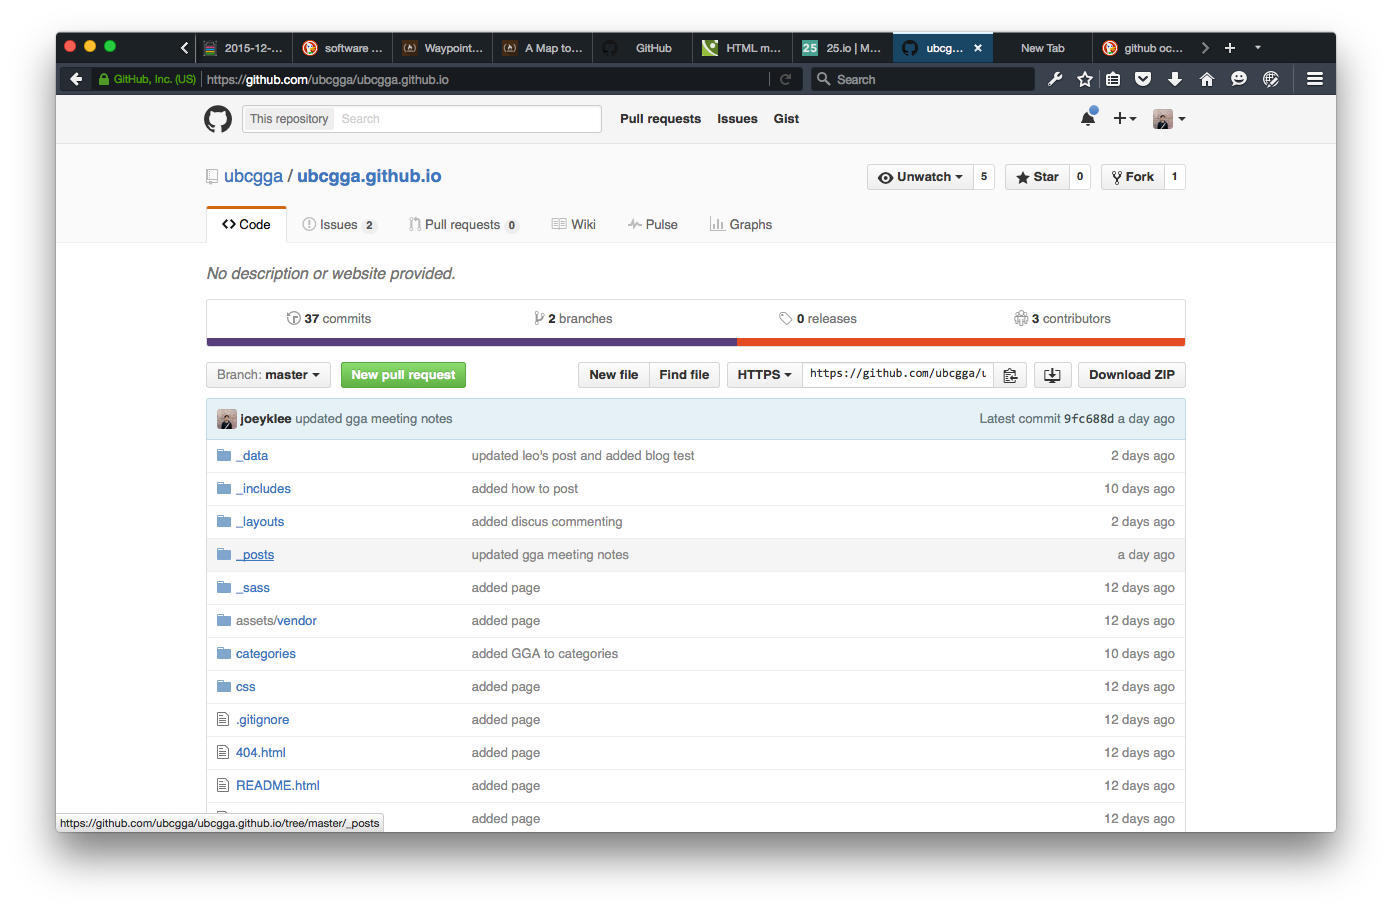 2015-12-... software ... Waypoint... A Map to... GitHub HTML m... 25 25.io | M... ubcg... New Tab github oc...
GitHub, Inc. (US) https://github.com/ubcgga/ubcgga.github.io Search
This repository Search Pull requests Issues Gist
ubcgga / ubcgga.github.io Unwatch 5 Star 0 Fork 1
Code Issues 2 Pull requests 0 Wiki Pulse Graphs
No description or website provided.
37 commits 2 branches 0 releases 3 contributors
Branch: master New pull request New file Find file HTTPS https://github.com/ubcgga/u Download ZIP
joeyklee updated gga meeting notes Latest commit 9fc688d a day ago
_data updated leo's post and added blog test 2 days ago
_includes added how to post 10 days ago
_layouts added discus commenting 2 days ago
_posts updated gga meeting notes a day ago
_sass added page 12 days ago
assets/vendor added page 12 days ago
categories added GGA to categories 10 days ago
css added page 12 days ago
.gitignore added page 12 days ago
404.html added page 12 days ago
README.html added page 12 days ago
added page 12 days ago
https://github.com/ubcgga/ubcgga.github.io/tree/master/_posts